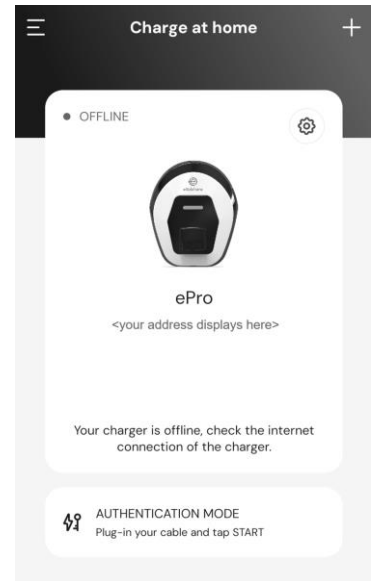 Charge at home
OFFLINE
ePro
<your address displays here>
Your charger is offline, check the internet
connection of the charger.
AUTHENTICATION MODE
Plug-in your cable and tap START